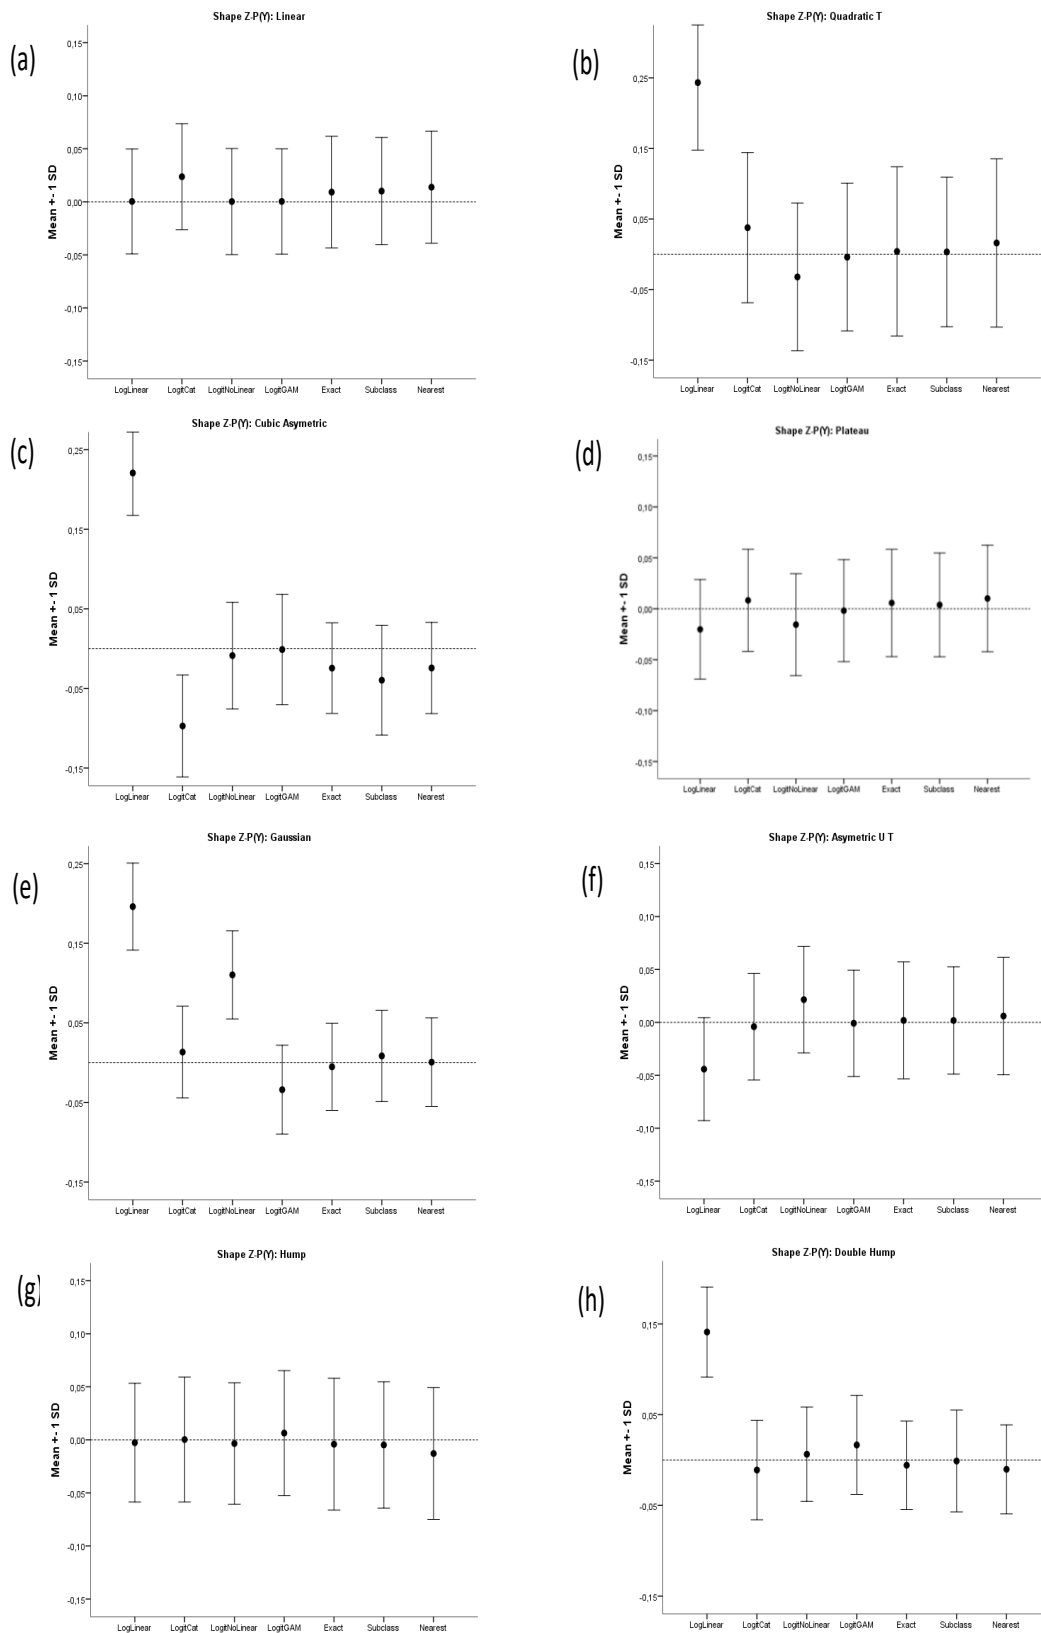 (a)
Shape Z-P(Y): Linear
Mean +- 1 SD
0,15
0,10
0,05
0,00
-0,05
-0,10
-0,15
LogLinear LogitCat LogitNoLinear LogitGAM Exact Subclass Nearest
(b)
Shape Z-P(Y): Quadratic T
Mean +- 1 SD
0,25
0,15
0,05
-0,05
-0,15
LogLinear LogitCat LogitNoLinear LogitGAM Exact Subclass Nearest
(c)
Shape Z-P(Y): Cubic Asymetric
Mean +- 1 SD
0,25
0,15
0,05
-0,05
-0,15
LogLinear LogitCat LogitNoLinear LogitGAM Exact Subclass Nearest
(d)
Shape Z-P(Y): Plateau
Mean +- 1 SD
0,15
0,10
0,05
0,00
-0,05
-0,10
-0,15
LogLinear LogitCat LogitNoLinear LogitGAM Exact Subclass Nearest
(e)
Shape Z-P(Y): Gaussian
Mean +- 1 SD
0,25
0,15
0,05
-0,05
-0,15
LogLinear LogitCat LogitNoLinear LogitGAM Exact Subclass Nearest
(f)
Shape Z-P(Y): Asymetric U T
Mean +- 1 SD
0,15
0,10
0,05
0,00
-0,05
-0,10
-0,15
LogLinear LogitCat LogitNoLinear LogitGAM Exact Subclass Nearest
(g)
Shape Z-P(Y): Hump
Mean +- 1 SD
0,15
0,10
0,05
0,00
-0,05
-0,10
-0,15
LogLinear LogitCat LogitNoLinear LogitGAM Exact Subclass Nearest
(h)
Shape Z-P(Y): Double Hump
Mean +- 1 SD
0,15
0,05
-0,05
-0,15
LogLinear LogitCat LogitNoLinear LogitGAM Exact Subclass Nearest